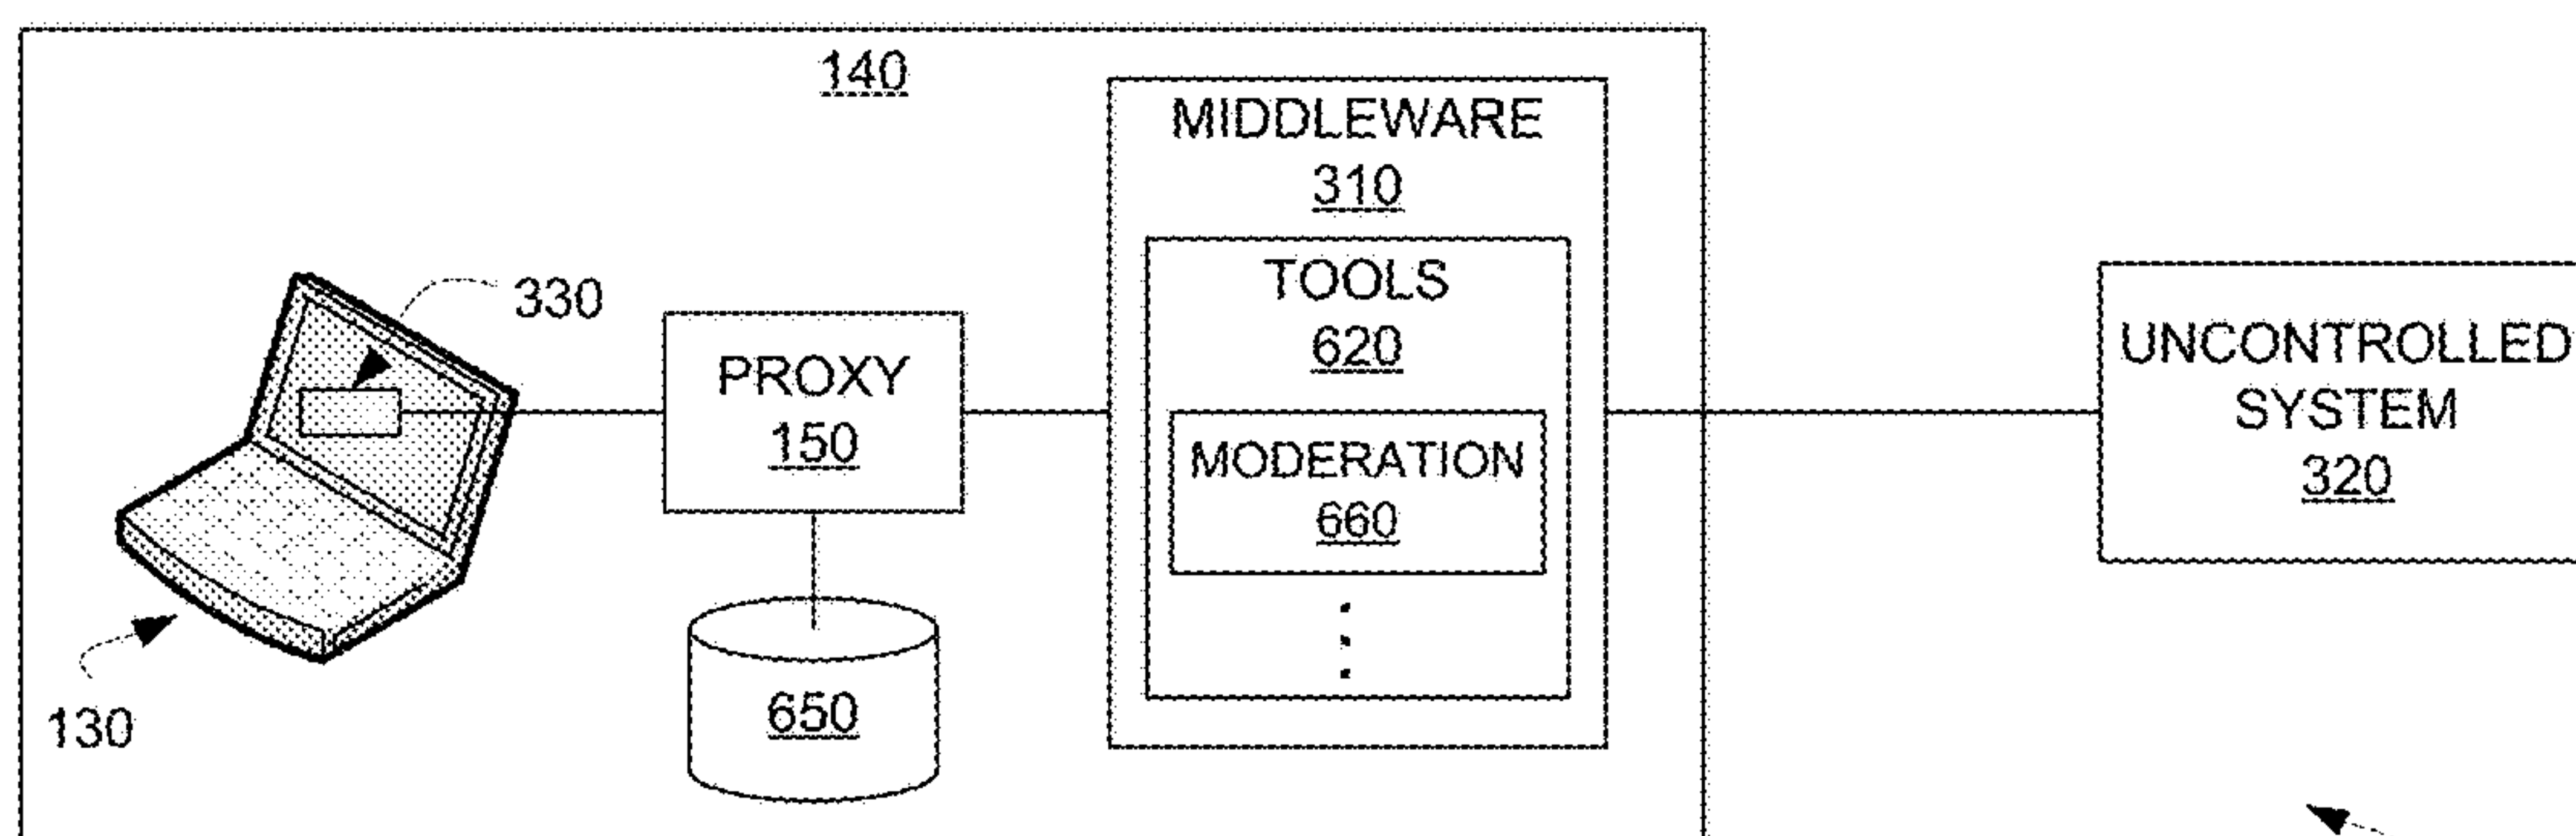 140
MIDDLEWARE
310
TOOLS
620
MODERATION
660
330
PROXY
150
650
130
UNCONTROLLED
SYSTEM
320